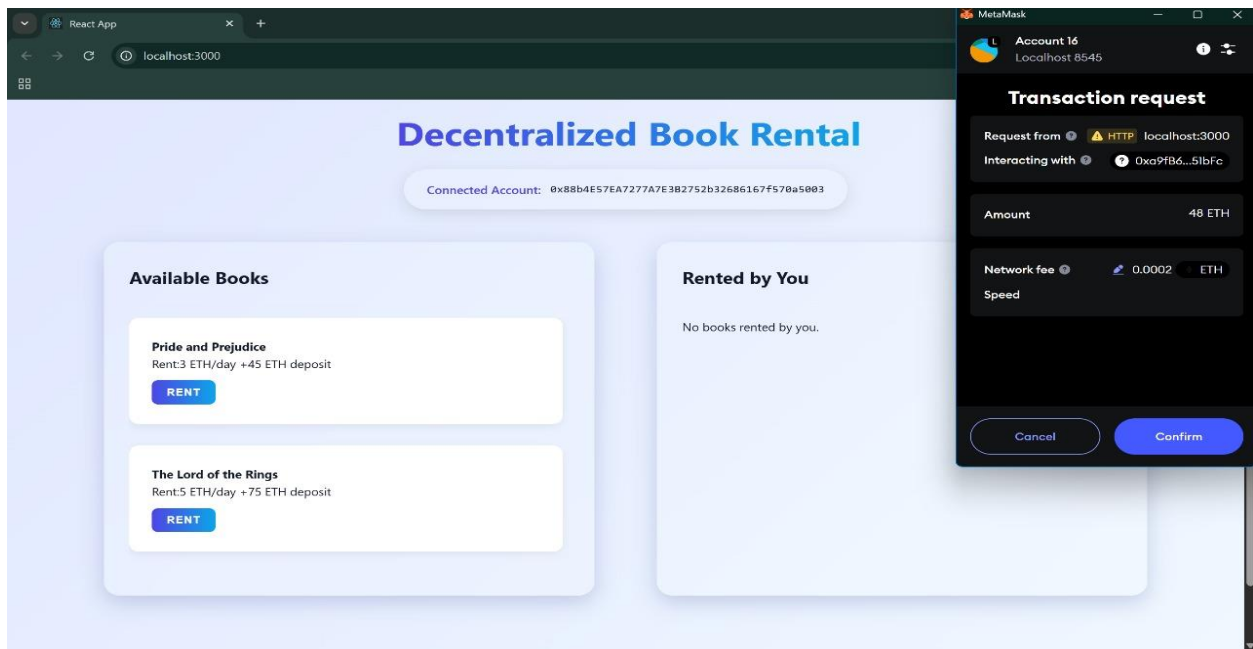 React App
localhost:3000
Decentralized Book Rental
Connected Account: 0x88b4E57EA7277A7E3B2752b32686167f570a5003
Available Books
Pride and Prejudice
Rent:3 ETH/day +45 ETH deposit
RENT
The Lord of the Rings
Rent:5 ETH/day +75 ETH deposit
RENT
Rented by You
No books rented by you.
MetaMask
L
Account 16
Localhost 8545
Transaction request
Request from HTTP localhost:3000
Interacting with 0xa9fB6...51bFc
Amount 48 ETH
Network fee 0.0002 ETH
Speed
Cancel Confirm